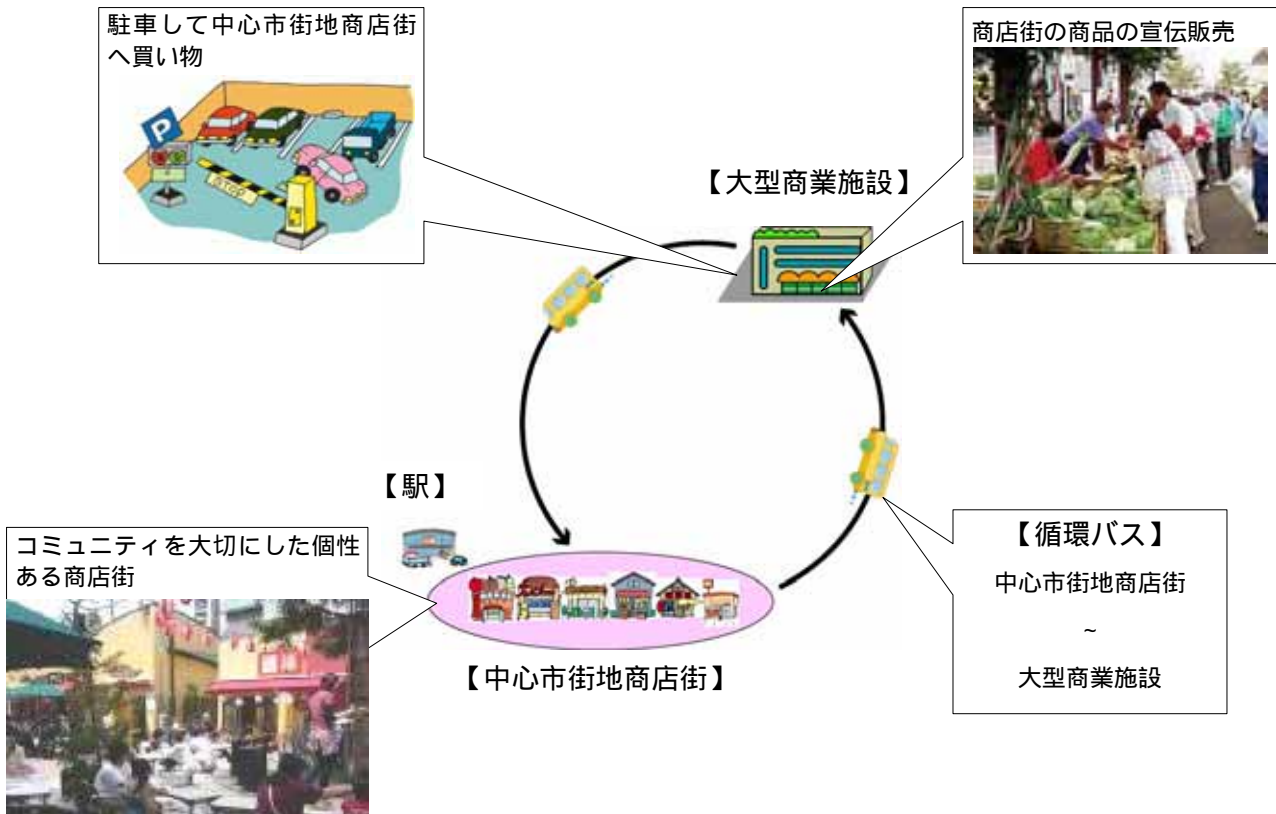 駐車して中心市街地商店街
へ買い物
P
STOP
商店街の商品の宣伝販売
【大型商業施設】
【駅】
コミュニティを大切にした個性
ある商店街
【中心市街地商店街】
【循環バス】
中心市街地商店街
~
大型商業施設